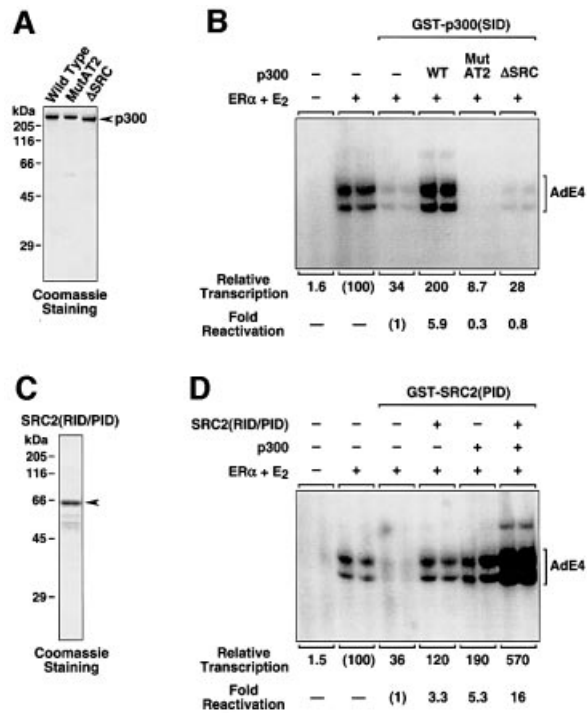 A
Wild Type
MutAT2
ΔSRC
kDa
205–
116–
66–
45–
29–
p300
Coomassie
Staining
B
GST-p300(SID)
p300 – – – WT Mut AT2 ΔSRC
ERα + E2 – + + + + +
AdE4
Relative
Transcription 1.6 (100) 34 200 8.7 28
Fold
Reactivation — — (1) 5.9 0.3 0.8
C
SRC2(RID/PID)
kDa
205–
116–
66–
45–
29–
Coomassie
Staining
D
GST-SRC2(PID)
SRC2(RID/PID) – – – + – +
p300 – – – – + +
ERα + E2 – + + + + +
AdE4
Relative
Transcription 1.5 (100) 36 120 190 570
Fold
Reactivation — — (1) 3.3 5.3 16